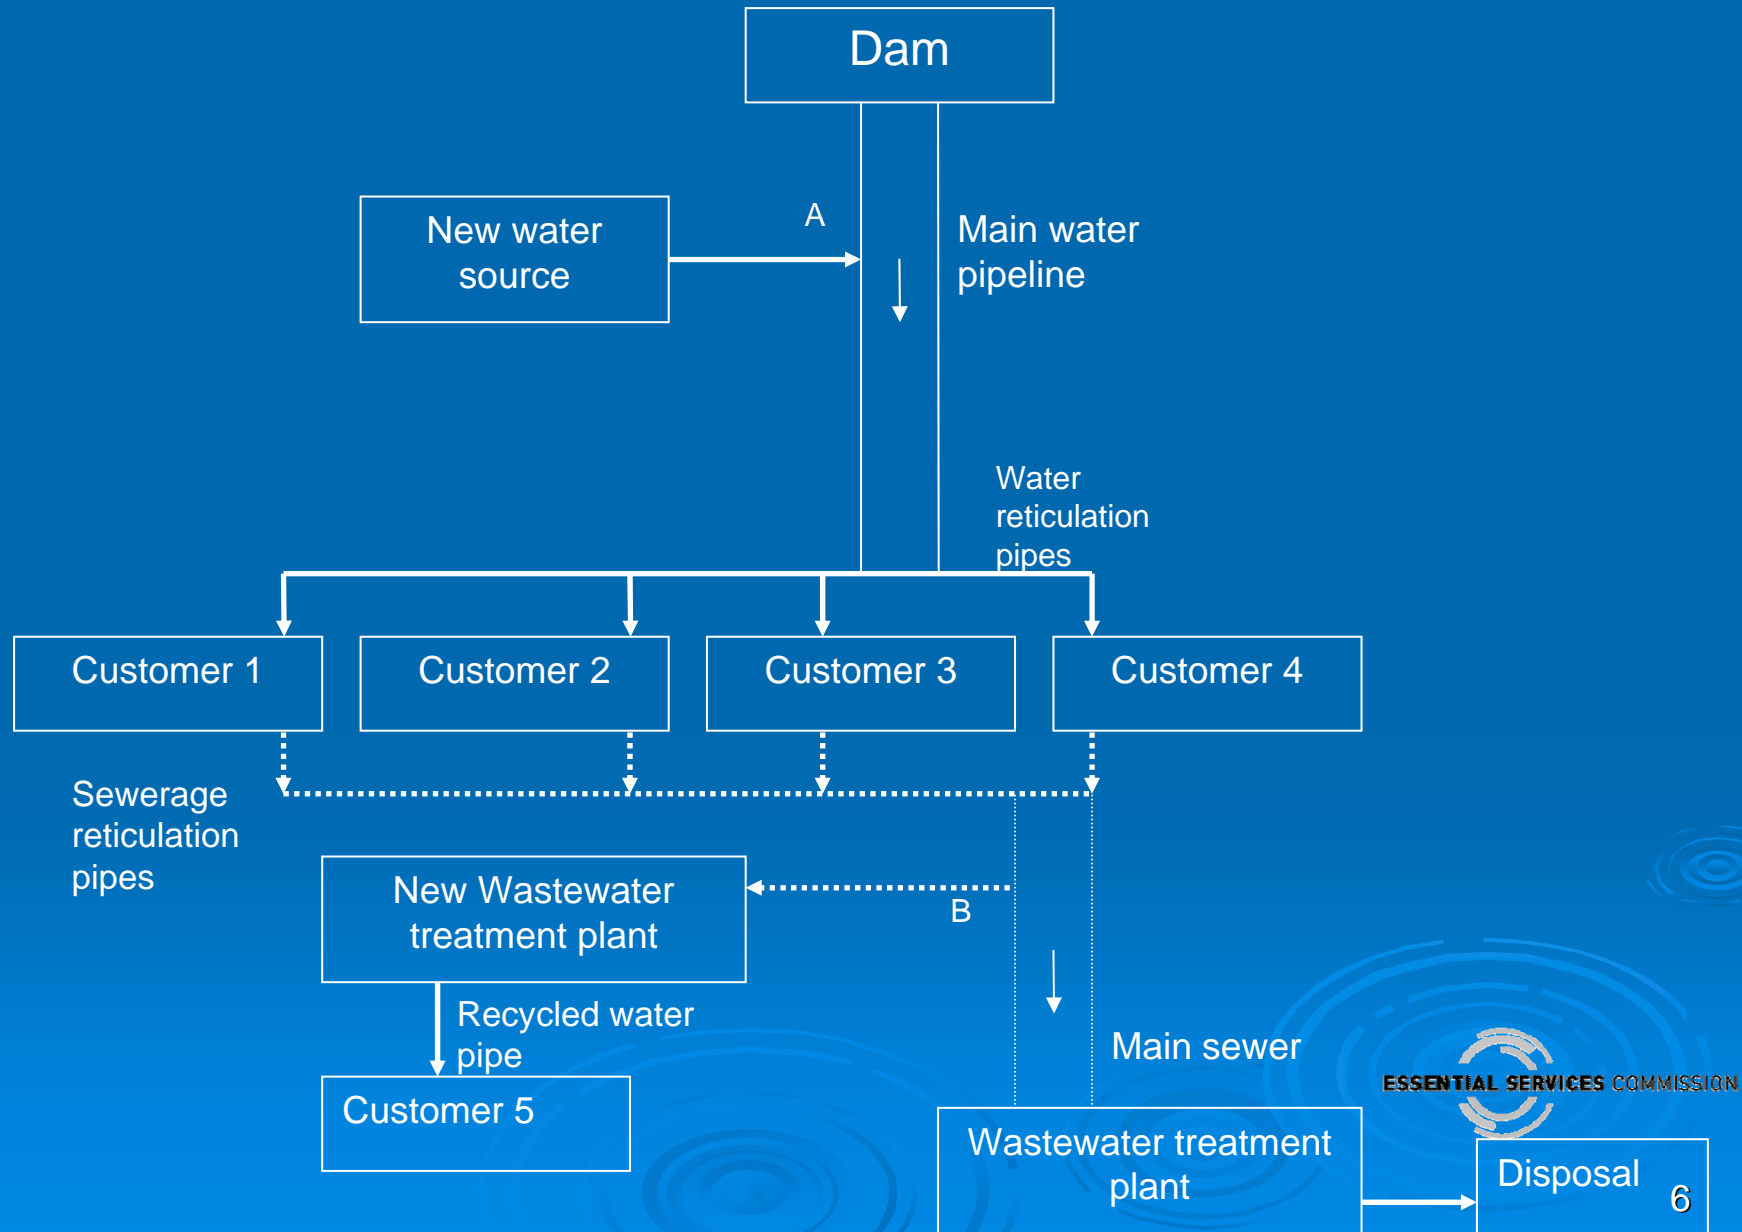 Dam
New water
source
A
Main water
pipeline
Water
reticulation
pipes
Customer 1
Customer 2
Customer 3
Customer 4
Sewerage
reticulation
pipes
New Wastewater
treatment plant
B
Recycled water
pipe
Main sewer
Customer 5
ESSENTIAL SERVICES COMMISSION
Wastewater treatment
plant
Disposal
6